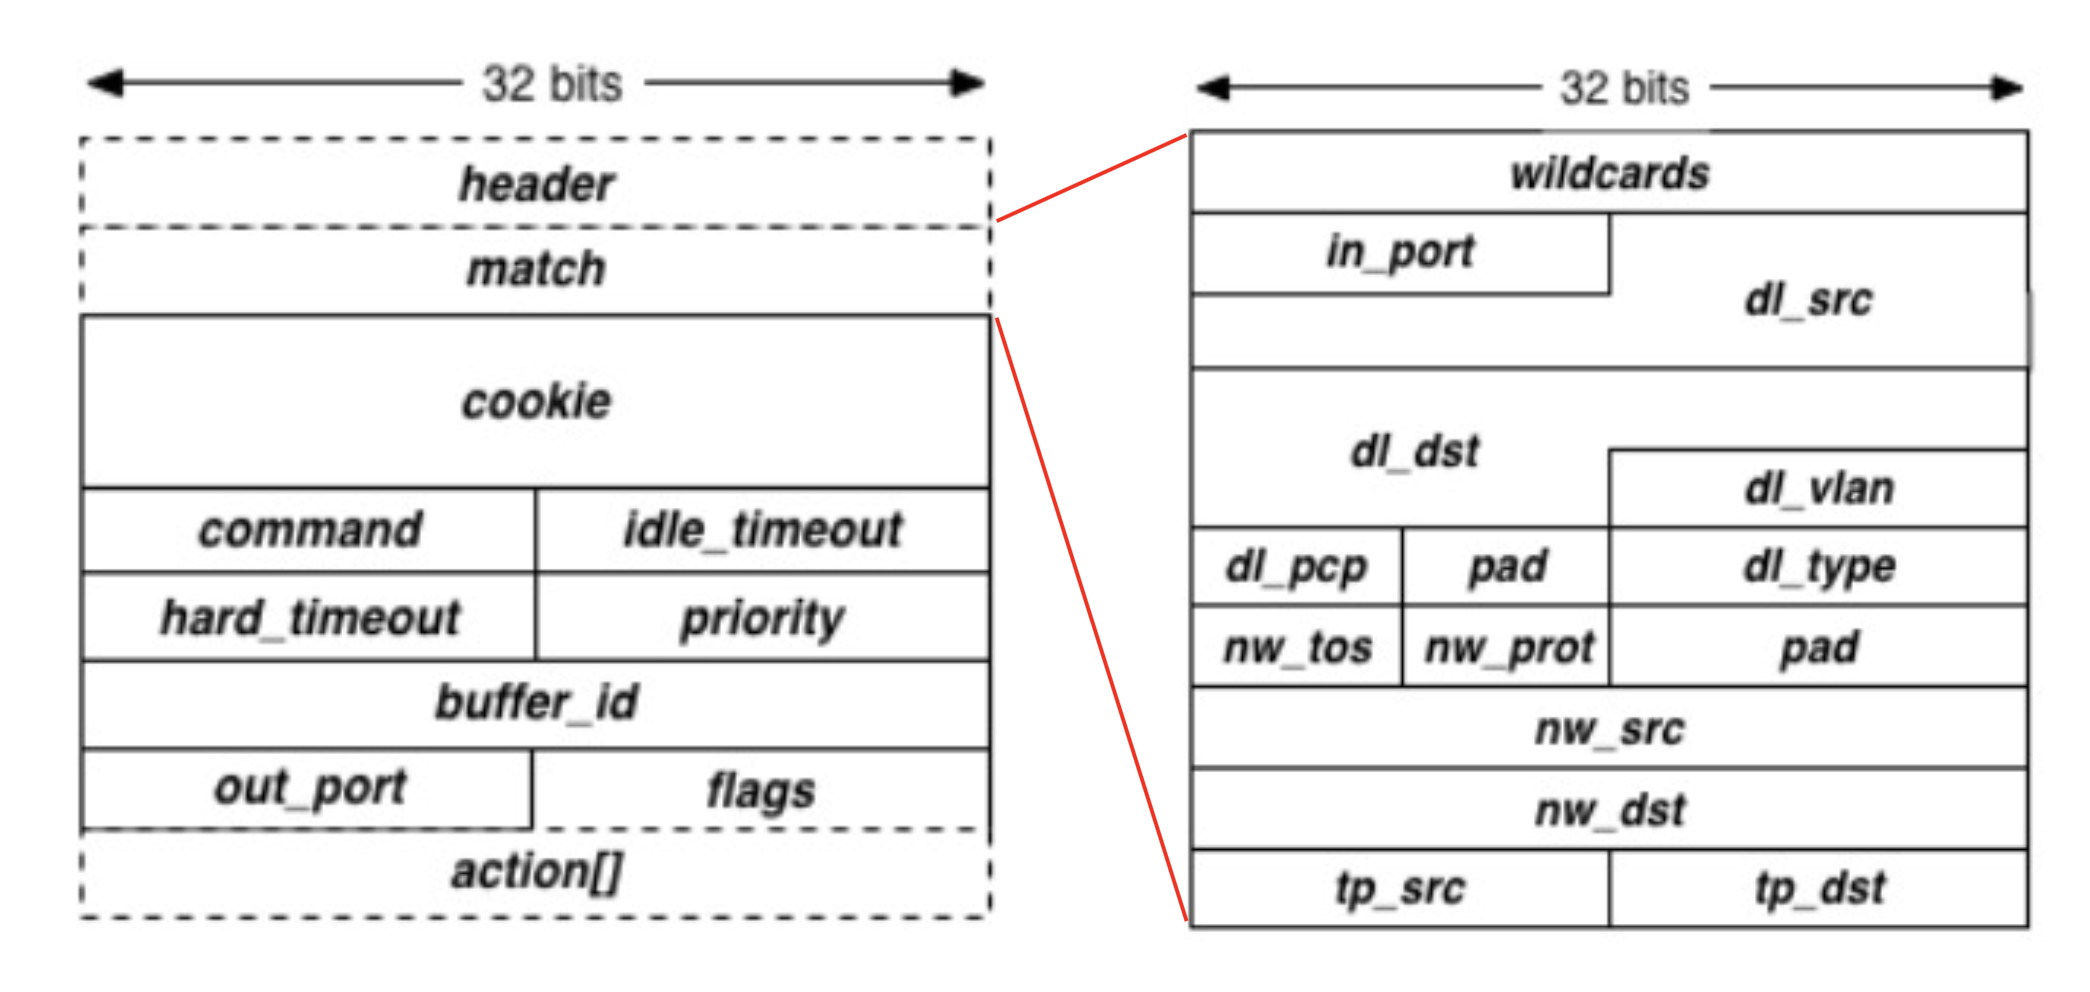 32 bits
header
match
cookie
command idle_timeout
hard_timeout priority
buffer_id
out_port flags
action[]
32 bits
wildcards
in_port
dl_src
dl_dst
dl_vlan
dl_pcp pad dl_type
nw_tos nw_prot pad
nw_src
nw_dst
tp_src tp_dst